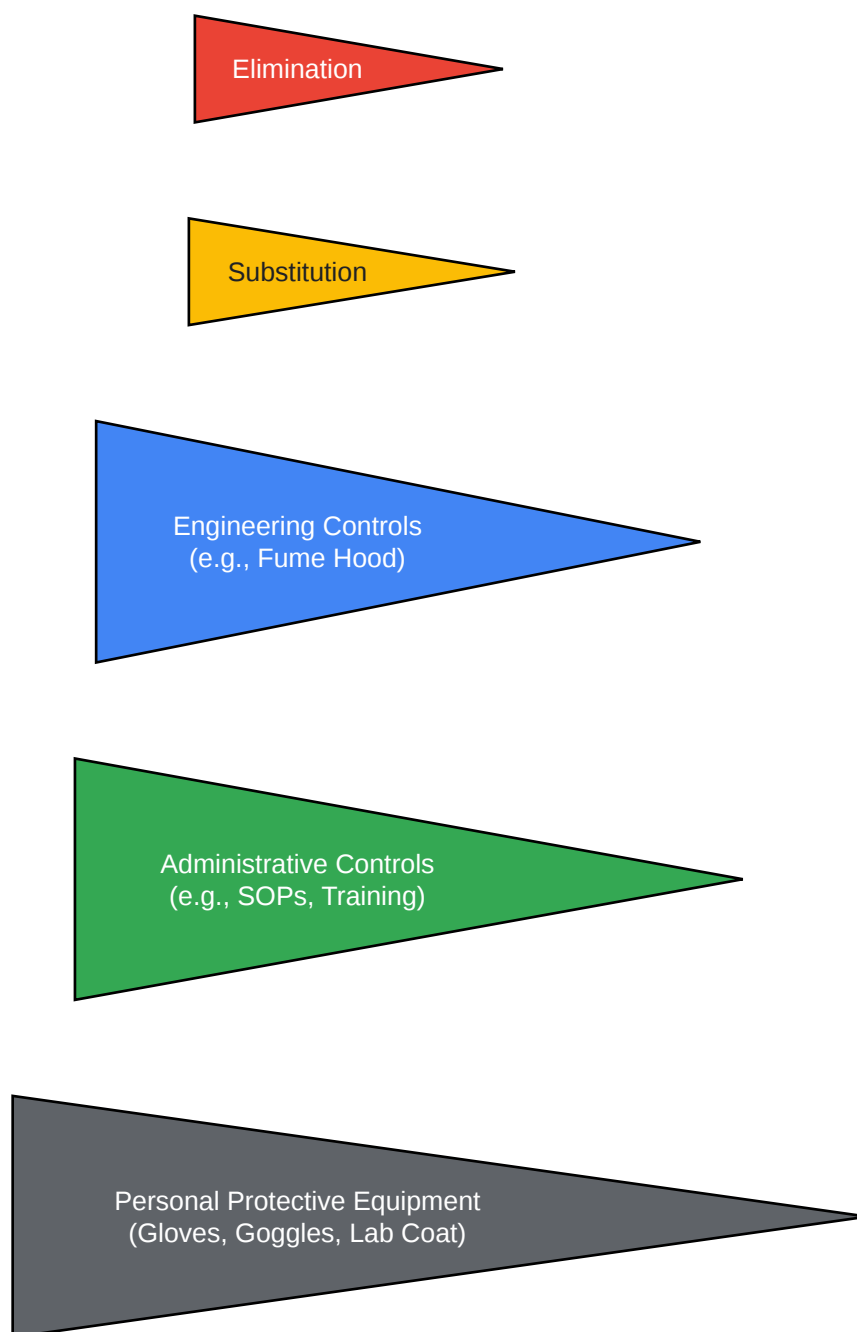 Elimination
Substitution
Engineering Controls
(e.g., Fume Hood)
Administrative Controls
(e.g., SOPs, Training)
Personal Protective Equipment
(Gloves, Goggles, Lab Coat)